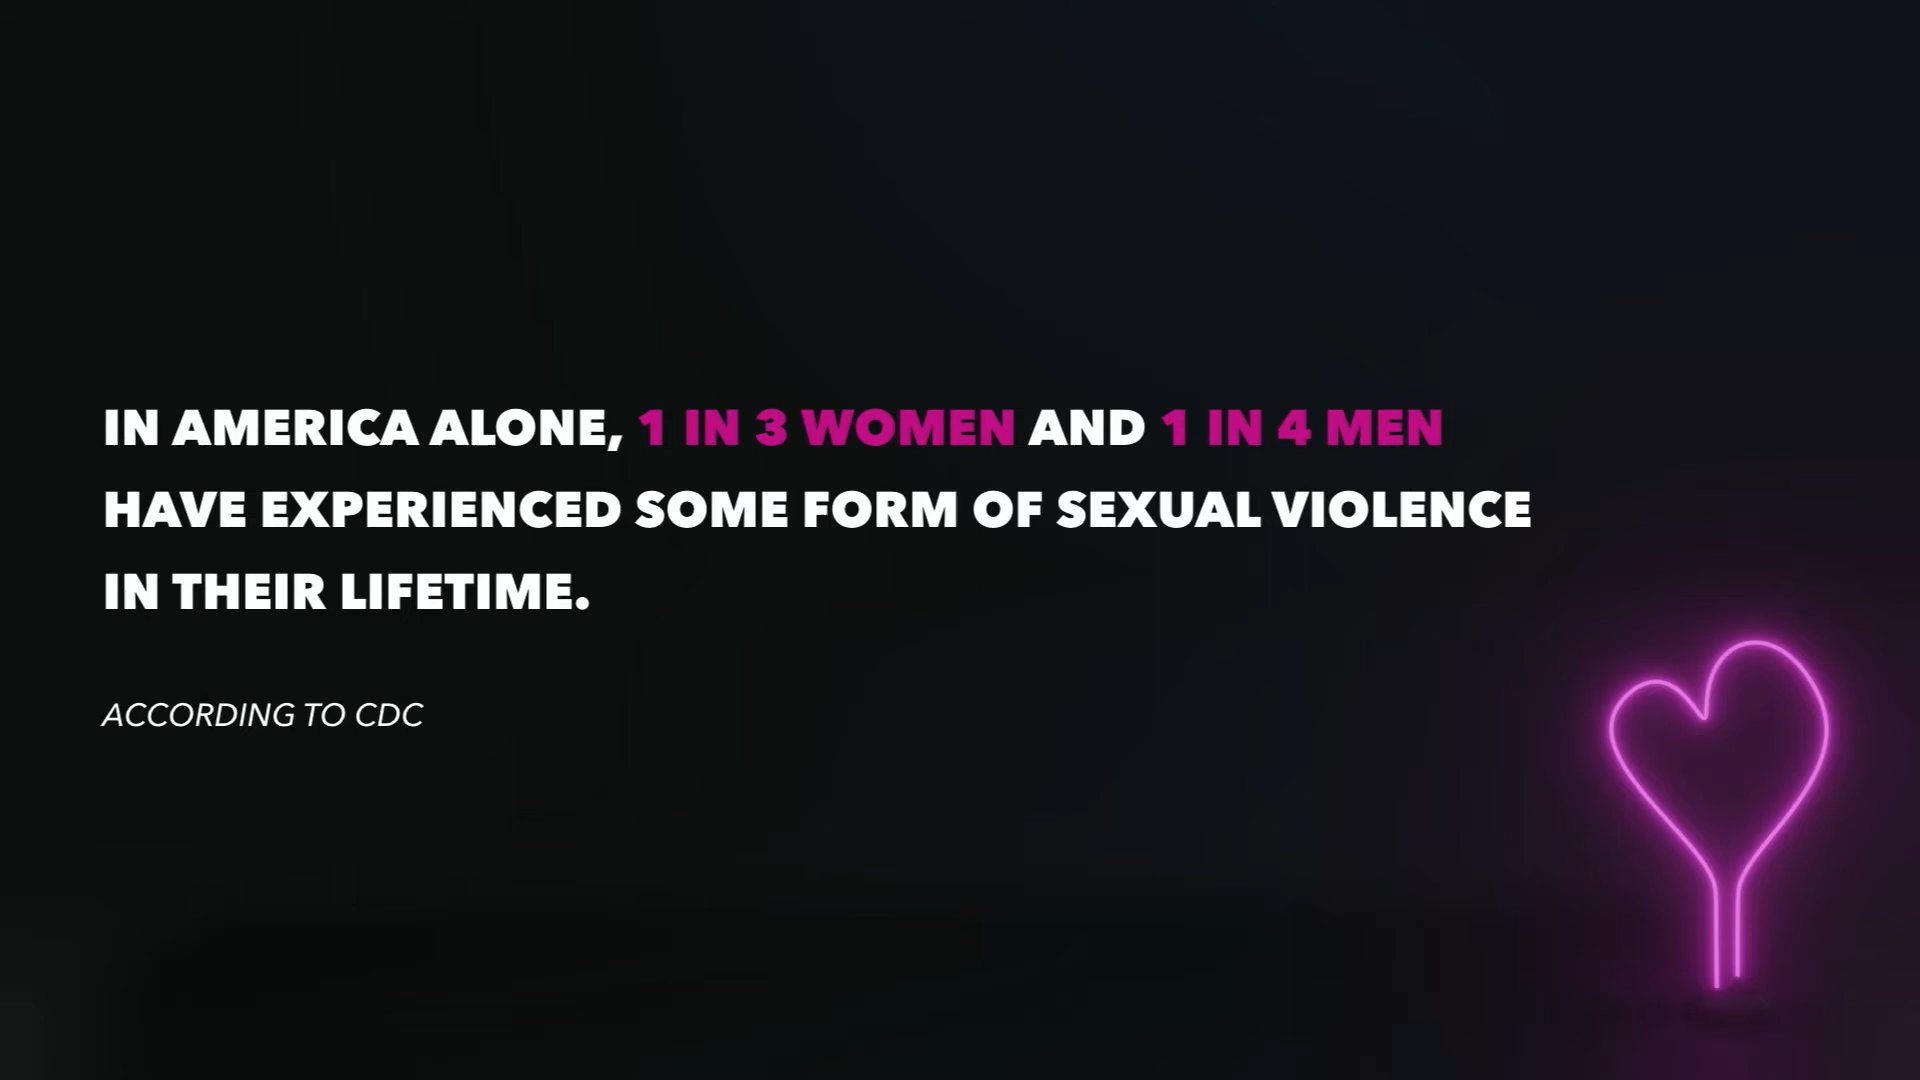 IN AMERICA ALONE, 1 IN 3 WOMEN AND 1 IN 4 MEN
HAVE EXPERIENCED SOME FORM OF SEXUAL VIOLENCE
IN THEIR LIFETIME.
ACCORDING TO CDC